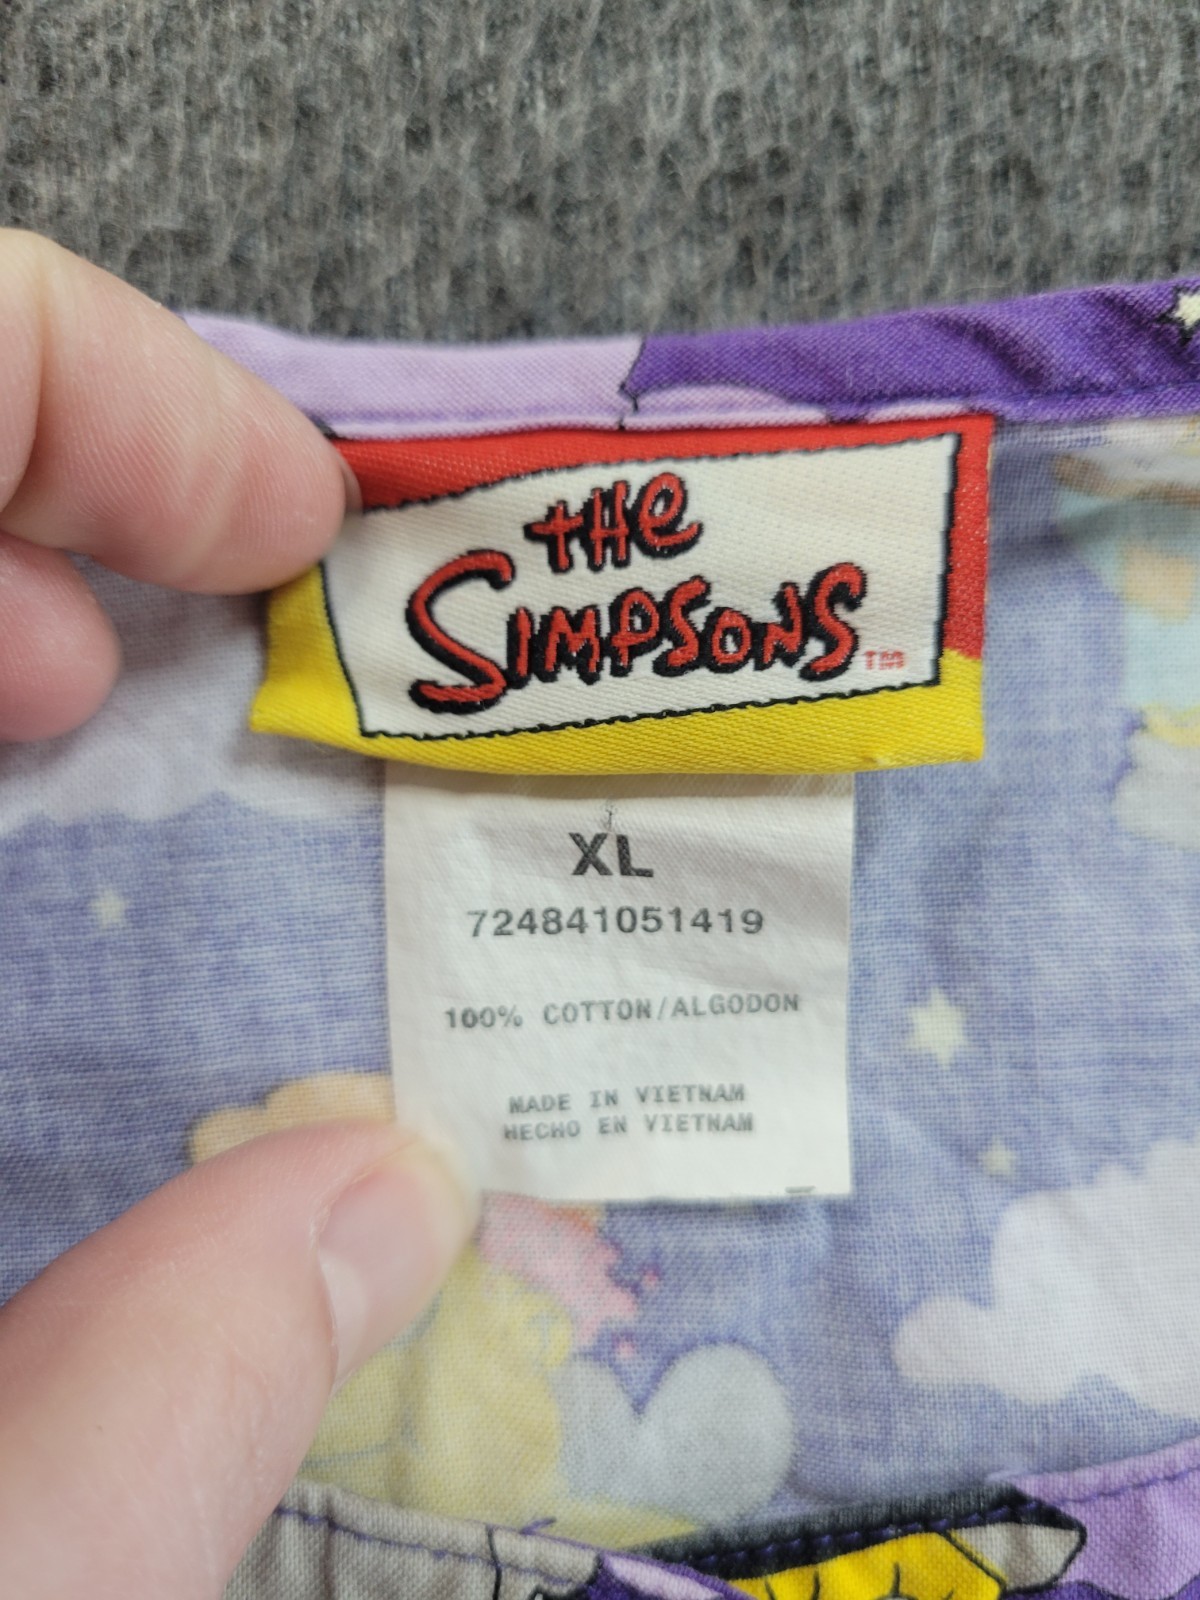 THE
SIMPSONS TM
XL
724841051419
100% COTTON/ALGODON
MADE IN VIETNAM
HECHO EN VIETNAM